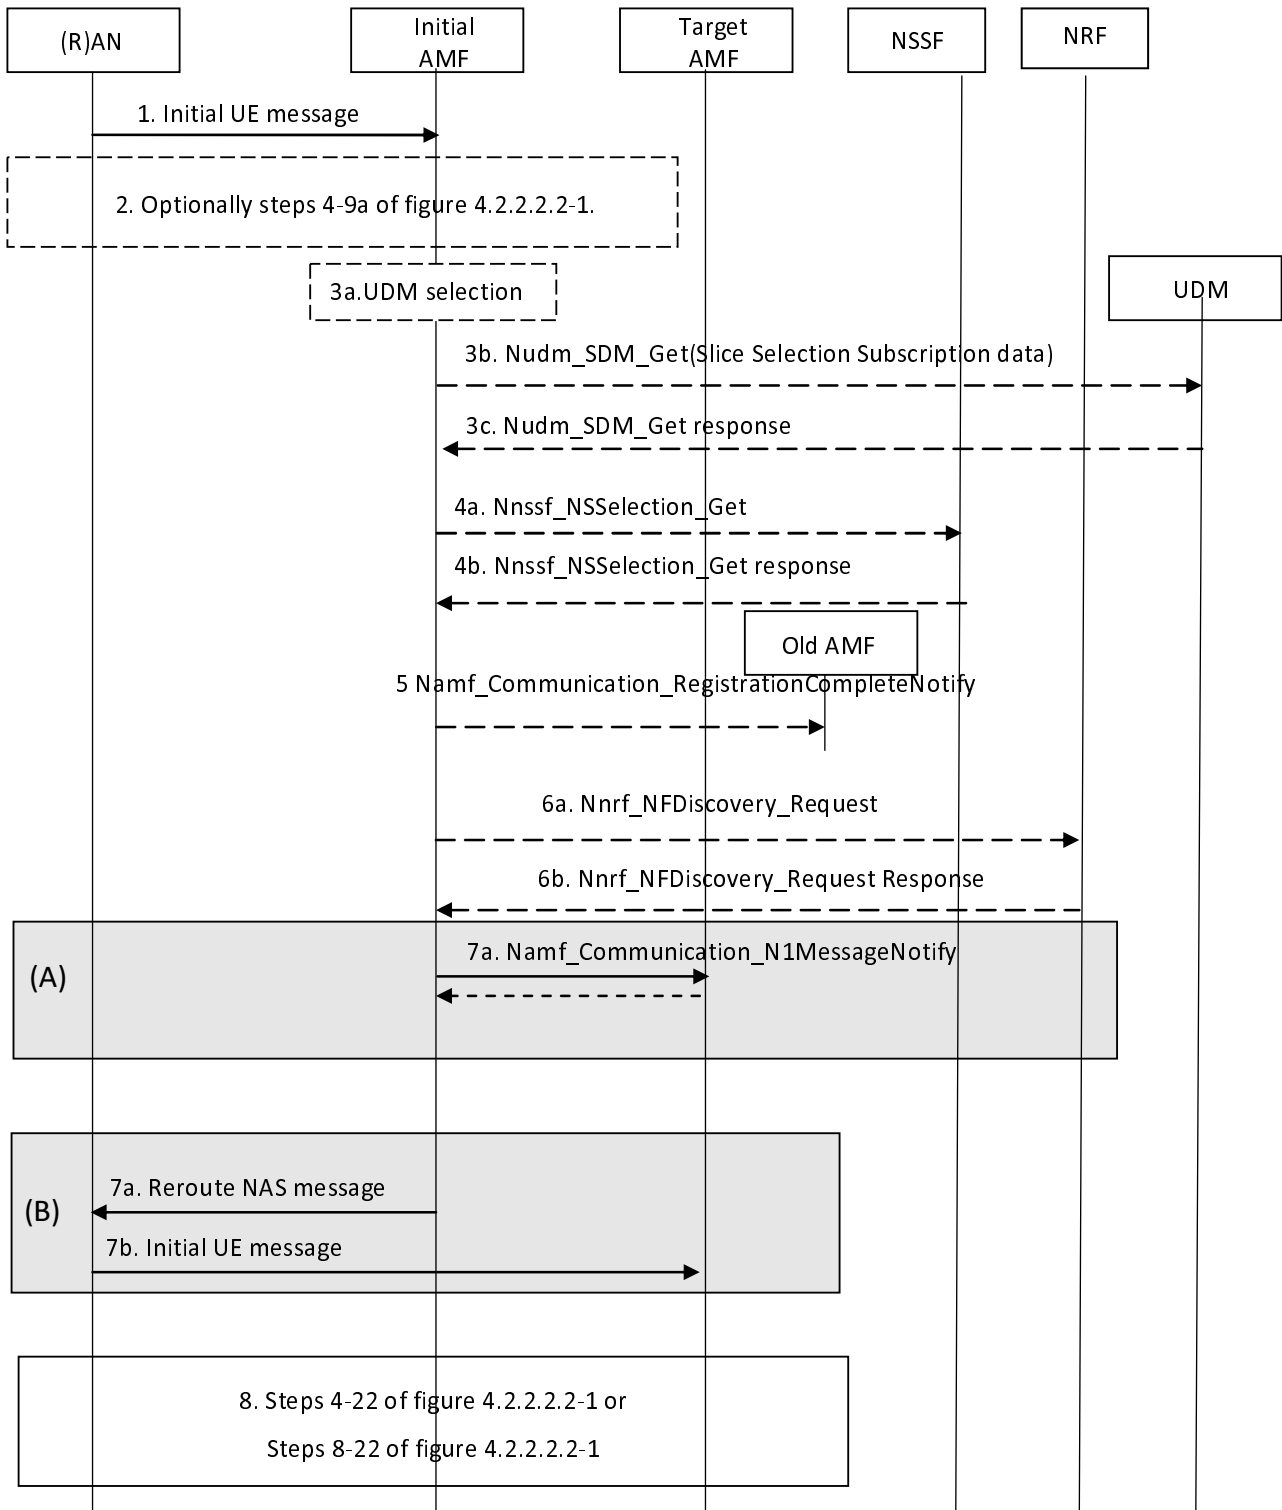 (R)AN
Initial
AMF
Target
AMF
NSSF
NRF
1. Initial UE message
2. Optionally steps 4-9a of figure 4.2.2.2.2-1.
3a.UDM selection
UDM
3b. Nudm_SDM_Get(Slice Selection Subscription data)
3c. Nudm_SDM_Get response
4a. Nnssf_NSSelection_Get
4b. Nnssf_NSSelection_Get response
Old AMF
5 Namf_Communication_RegistrationCompleteNotify
6a. Nnrf_NFDiscovery_Request
6b. Nnrf_NFDiscovery_Request Response
(A)
7a. Namf_Communication_N1MessageNotify
(B)
7a. Reroute NAS message
7b. Initial UE message
8. Steps 4-22 of figure 4.2.2.2.2-1 or
Steps 8-22 of figure 4.2.2.2.2-1